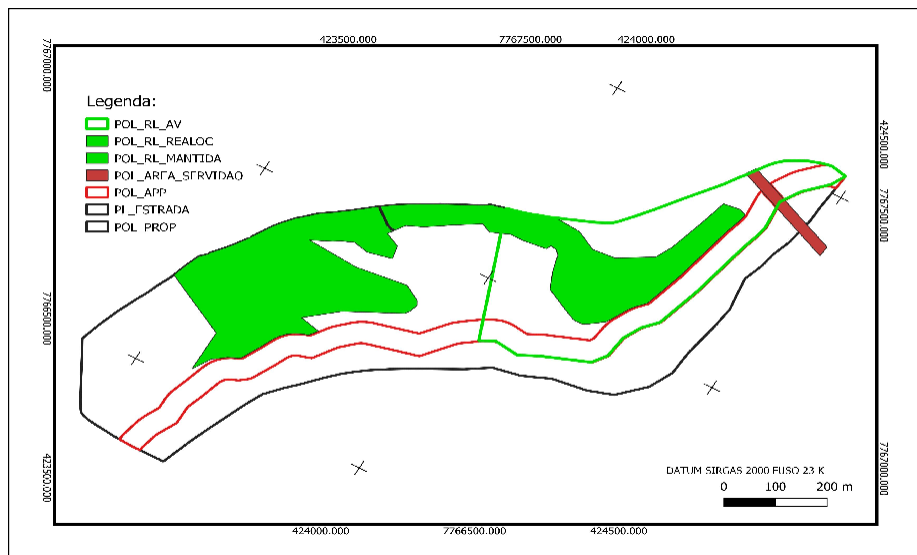 423500.000 7767500.000 424000.000
7767000.000
Legenda:
POL_RL_AV
POL_RL_REALOC
POL_RL_MANTIDA
POL_AREA_SERVIDAO
POL_APP
PL_ESTRADA
POL_PROP
424500.000
7767500.000
7766500.000
423500.000
7767000.000
DATUM SIRGAS 2000 FUSO 23 K
0 100 200 m
424000.000 7766500.000 424500.000